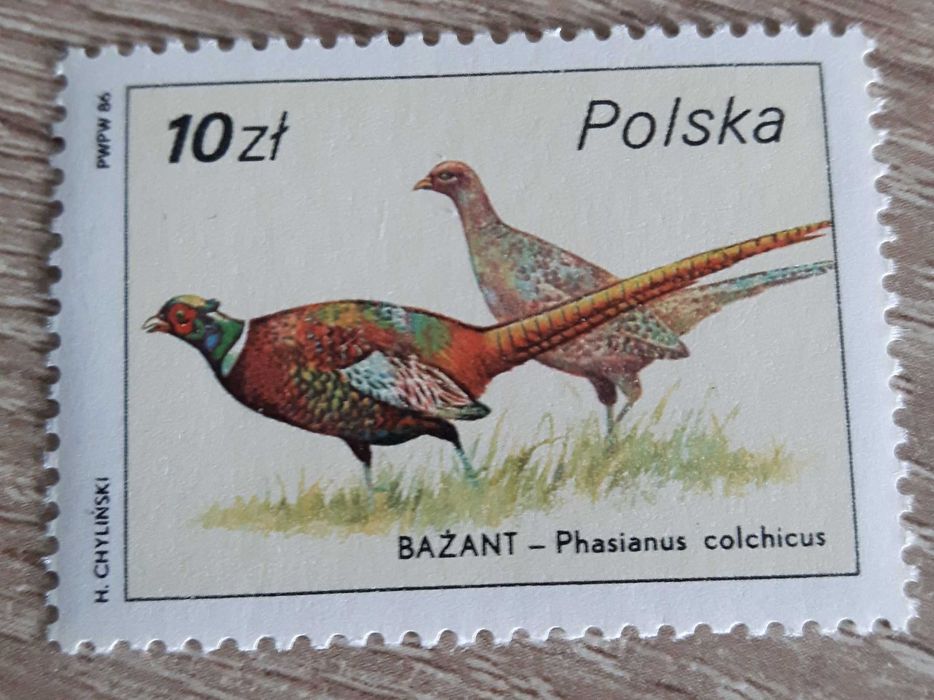 10 zł
Polska
PWPW 86
H. CHYLIŃSKI
BAŻANT – Phasianus colchicus